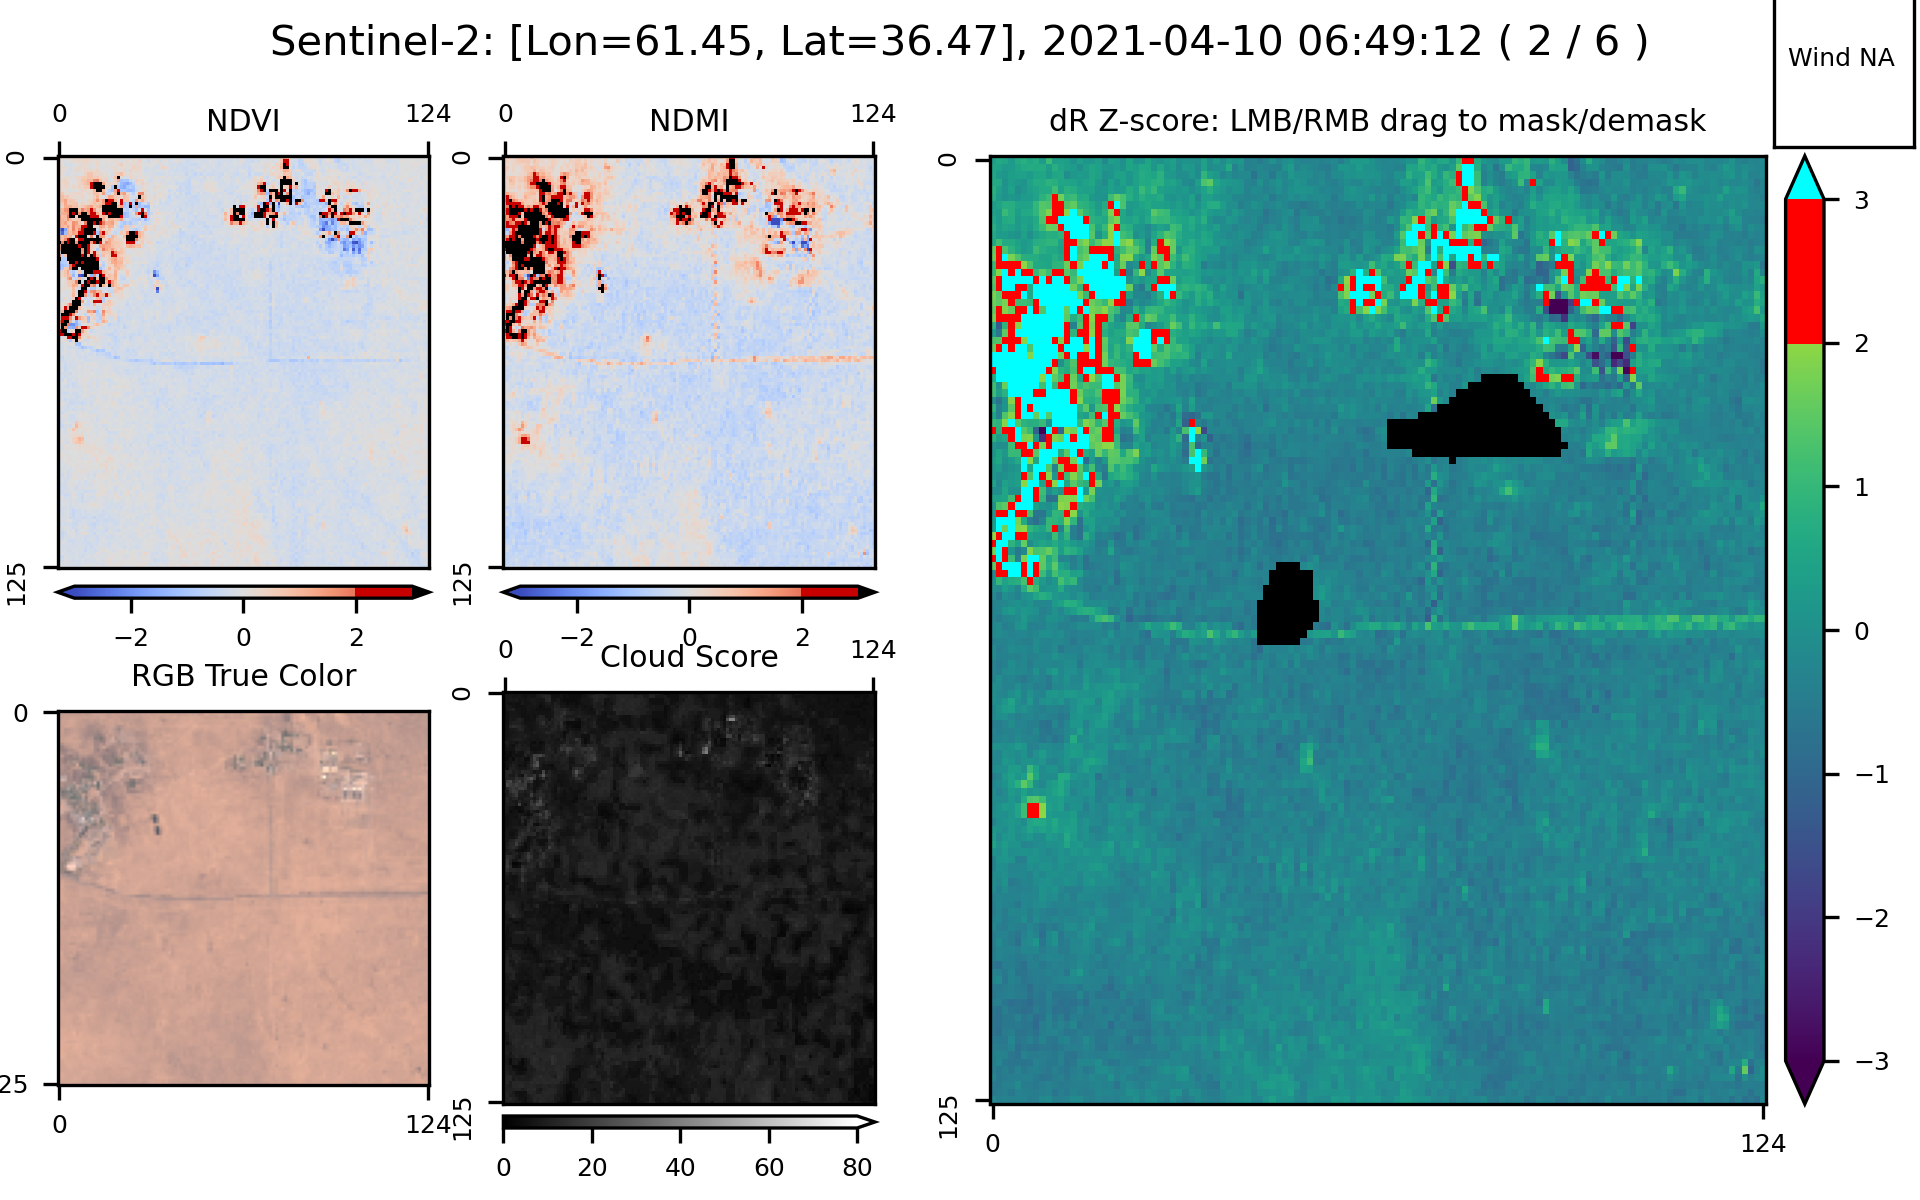 Sentinel-2: [Lon=61.45, Lat=36.47], 2021-04-10 06:49:12 ( 2 / 6 )
Wind NA
0 124
NDVI
0
125
−2 0 2
0 124
NDMI
0
125
−2 0 2
RGB True Color
0
25
0 124
0 124
Cloud Score
0
125
0 20 40 60 80
dR Z-score: LMB/RMB drag to mask/demask
0
125
0 124
3
2
1
0
−1
−2
−3